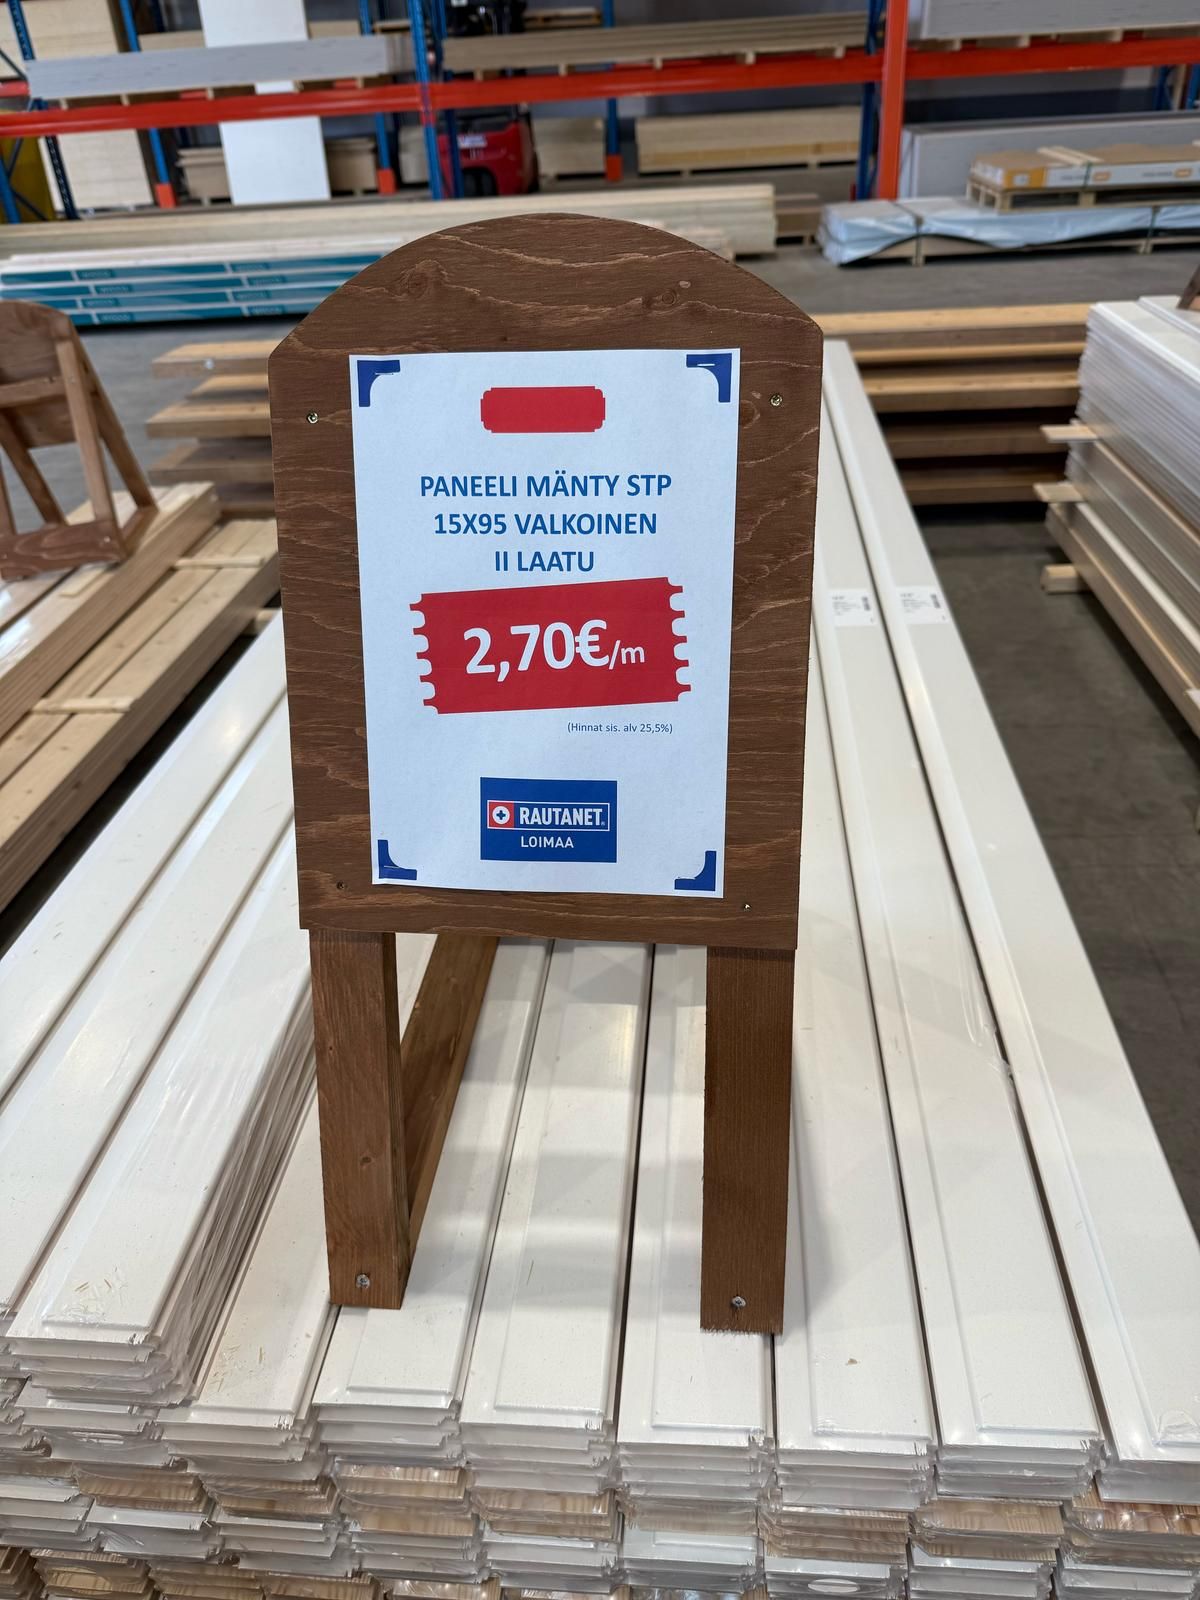 PANEELI MÄNTY STP
15X95 VALKOINEN
II LAATU
2,70€/m
(Hinnat sis. alv 25,5%)
RAUTANET
LOIMAA